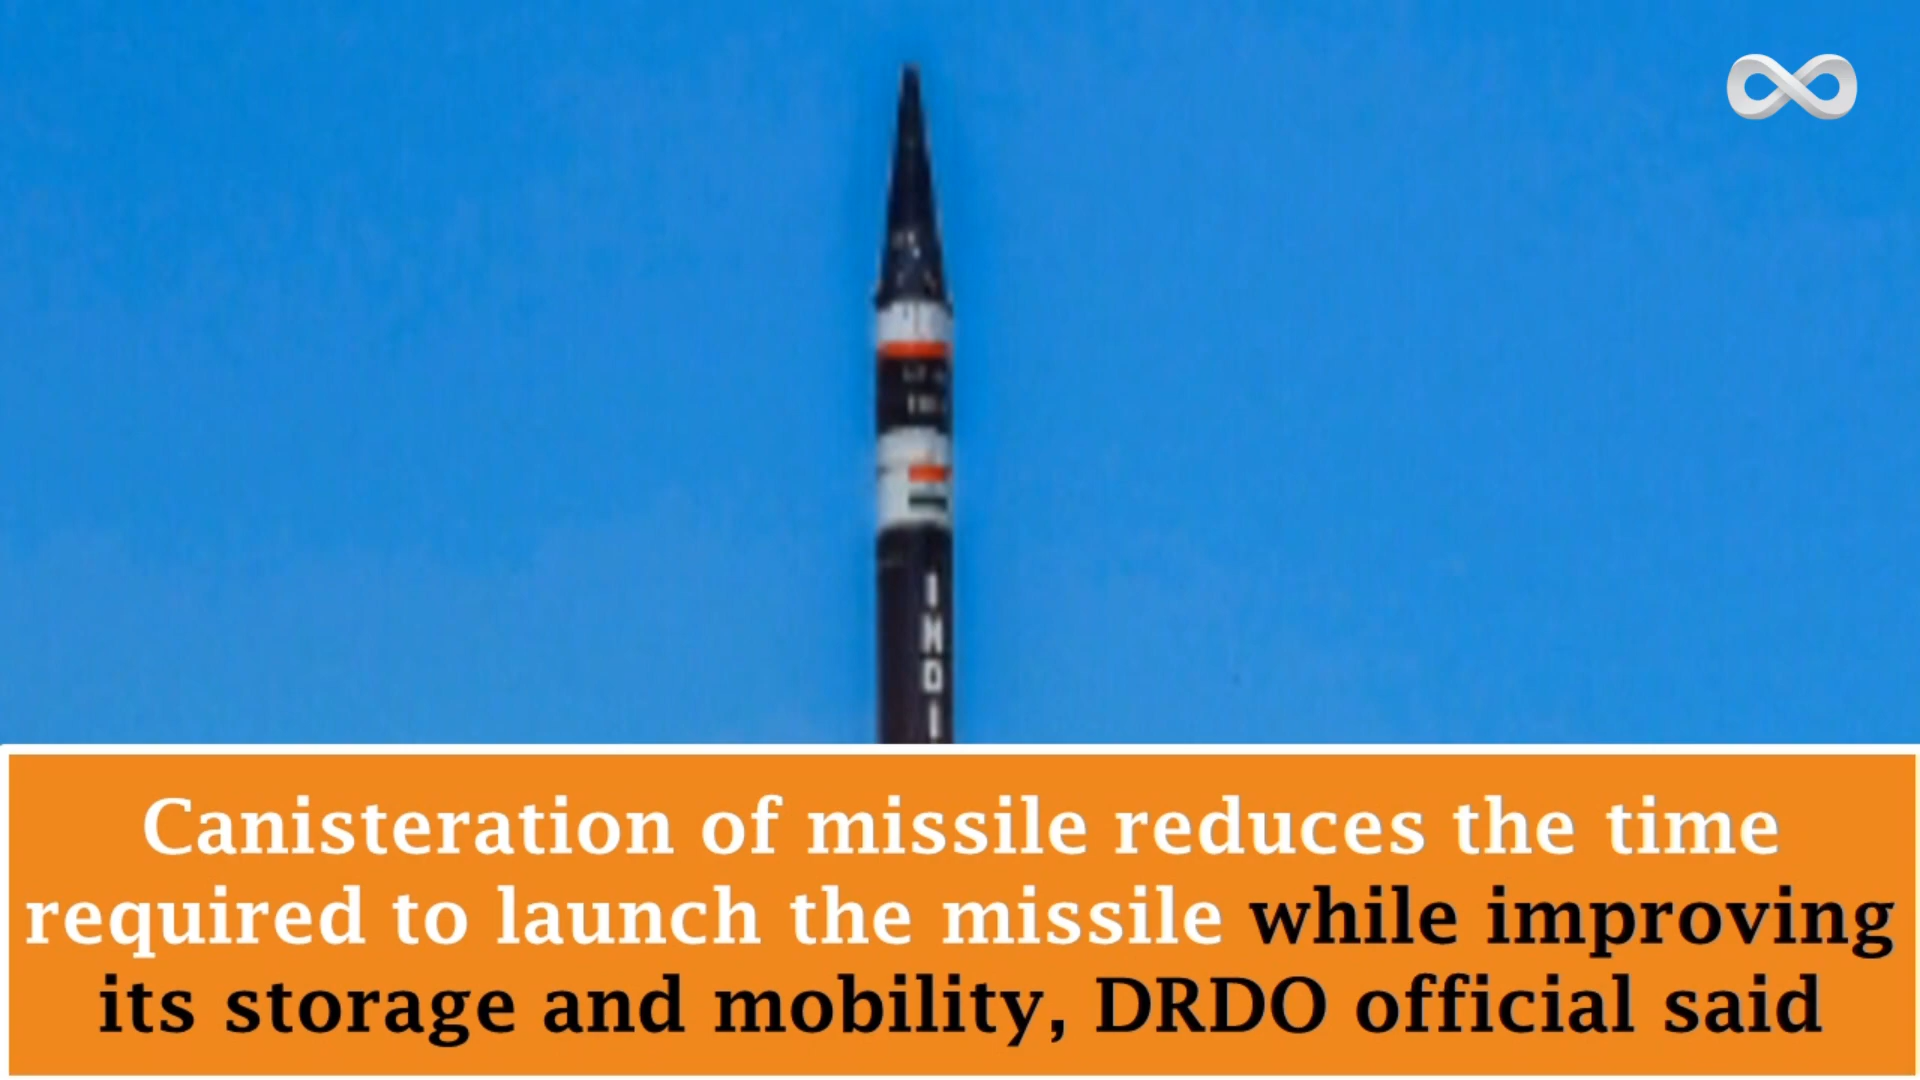 INDI
Canisteration of missile reduces the time
required to launch the missile while improving
its storage and mobility, DRDO official said